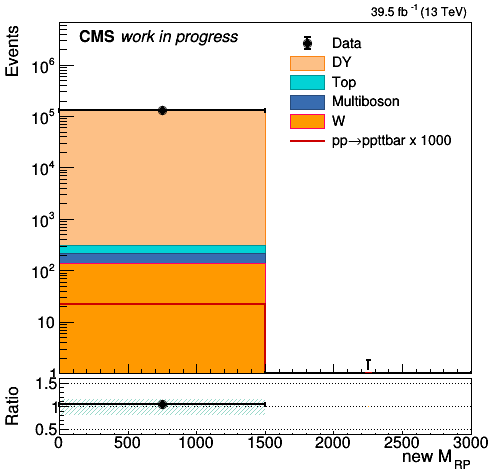 39.5 fb⁻¹ (13 TeV)
Events
CMS work in progress
Data
DY
Top
Multiboson
W
pp→ppttbar x 1000
10⁶
10⁵
10⁴
10³
10²
10
1
Ratio
1.5
1
0.5
0 500 1000 1500 2000 2500 3000
new M_RP